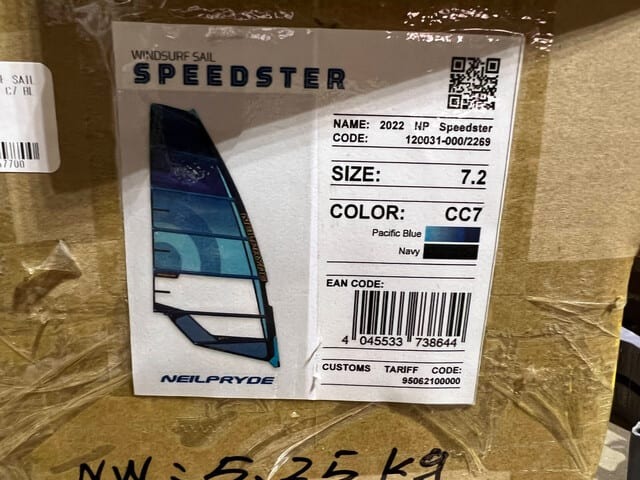 WINDSURF SAIL
SPEEDSTER
NAME: 2022 NP Speedster
CODE: 120031-000/2269
SIZE: 7.2
COLOR: CC7
Pacific Blue
Navy
EAN CODE:
4 045533 738644
CUSTOMS TARIFF CODE:
95062100000
NEILPRYDE
SAIL
C7 BL
7700
NW: 5.25 kg